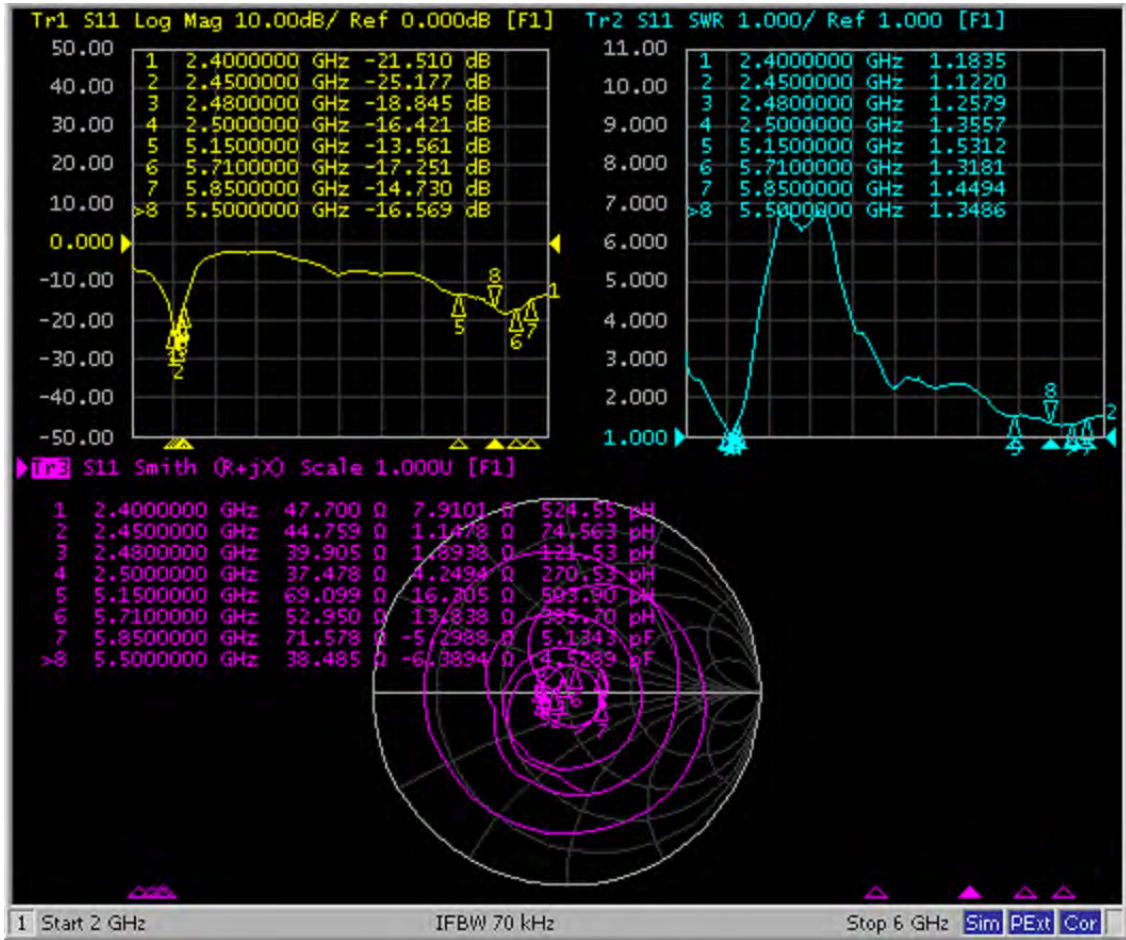 Tr1 S11 Log Mag 10.00dB/ Ref 0.000dB [F1]
50.00
40.00
30.00
20.00
10.00
0.000
-10.00
-20.00
-30.00
-40.00
-50.00
1 2.4000000 GHz -21.510 dB
2 2.4500000 GHz -25.177 dB
3 2.4800000 GHz -18.845 dB
4 2.5000000 GHz -16.421 dB
5 5.1500000 GHz -13.561 dB
6 5.7100000 GHz -17.251 dB
7 5.8500000 GHz -14.730 dB
>8 5.5000000 GHz -16.569 dB
8
1
5
6
7
2
Tr2 S11 SWR 1.000/ Ref 1.000 [F1]
11.00
10.00
9.000
8.000
7.000
6.000
5.000
4.000
3.000
2.000
1.000
1 2.4000000 GHz 1.1835
2 2.4500000 GHz 1.1220
3 2.4800000 GHz 1.2579
4 2.5000000 GHz 1.3557
5 5.1500000 GHz 1.5312
6 5.7100000 GHz 1.3181
7 5.8500000 GHz 1.4494
>8 5.5000000 GHz 1.3486
8
2
5
Tr3 S11 Smith (R+jX) Scale 1.000U [F1]
1 2.4000000 GHz 47.700 Ω 7.9101 Ω 524.55 pH
2 2.4500000 GHz 44.759 Ω 1.1478 Ω 74.563 pH
3 2.4800000 GHz 39.905 Ω 1.8938 Ω 121.53 pH
4 2.5000000 GHz 37.478 Ω 4.2494 Ω 270.53 pH
5 5.1500000 GHz 69.099 Ω 16.305 Ω 503.90 pH
6 5.7100000 GHz 52.950 Ω 13.838 Ω 385.70 pH
7 5.8500000 GHz 71.578 Ω -5.2988 Ω 5.1343 pF
>8 5.5000000 GHz 38.485 Ω -6.3894 Ω 4.5289 pF
1 Start 2 GHz IFBW 70 kHz Stop 6 GHz Sim PExt Cor